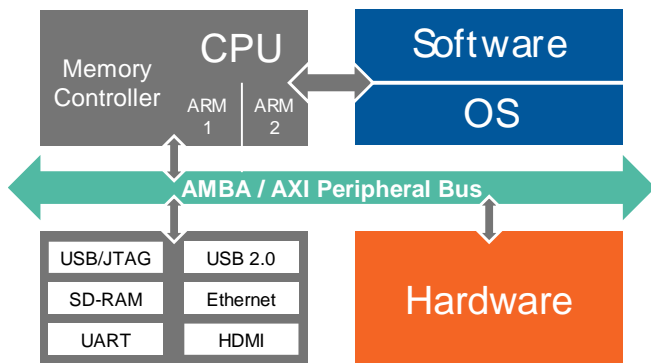 Memory
Controller
CPU
ARM
1
ARM
2
Software
OS
AMBA / AXI Peripheral Bus
USB/JTAG
USB 2.0
SD-RAM
Ethernet
UART
HDMI
Hardware